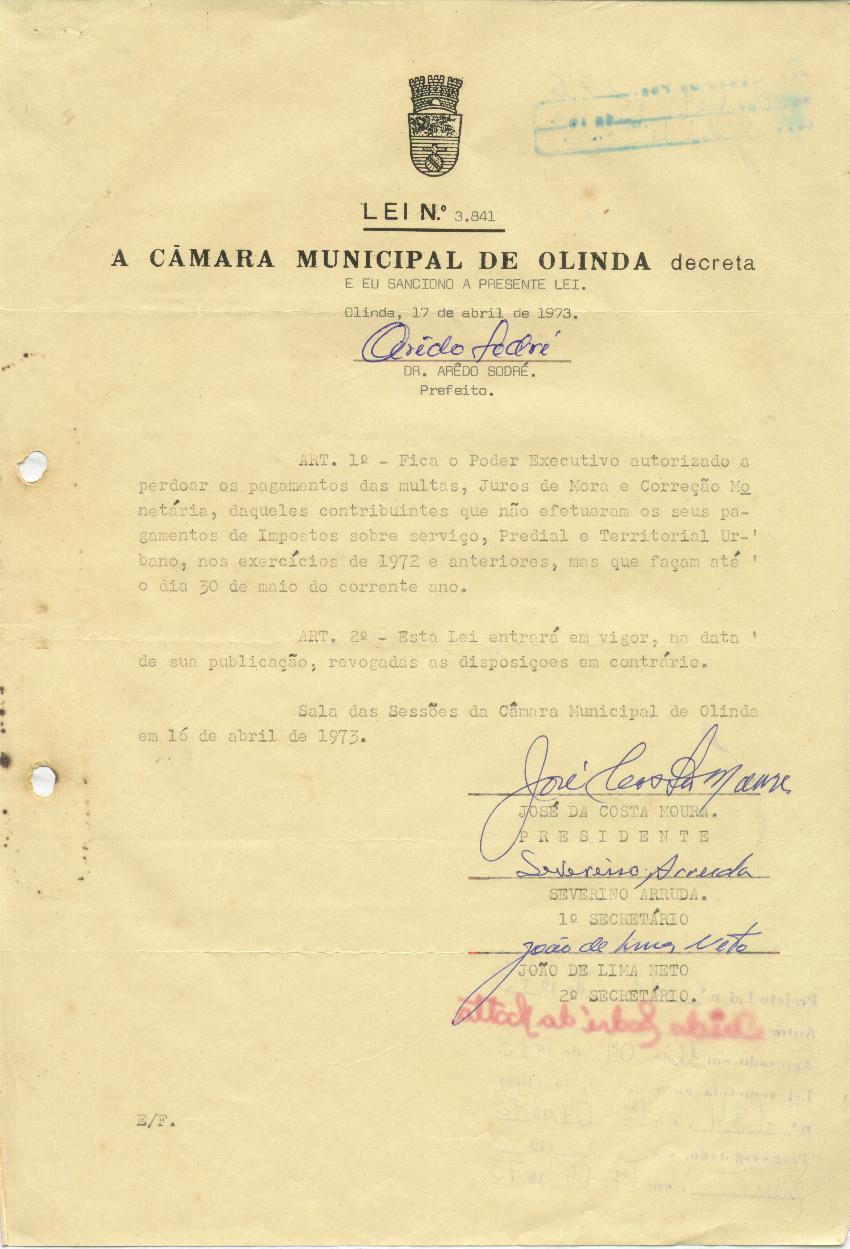 LEI N.º 3.841
A CÂMARA MUNICIPAL DE OLINDA decreta
E EU SANCIONO A PRESENTE LEI.
Olinda, 17 de abril de 1973.
Arêdo Sodré
DR. ARÊDO SODRÉ.
Prefeito.
ART. 1º - Fica o Poder Executivo autorizado a
perdoar os pagamentos das multas, Juros de Mora e Correção Mo
netária, daqueles contribuintes que não efetuaram os seus pa-
gamentos de Impostos sobre serviço, Predial e Territorial Ur-'
bano, nos exercícios de 1972 e anteriores, mas que façam até '
o dia 30 de maio do corrente ano.
ART. 2º - Esta Lei entrará em vigor, na data '
de sua publicação, revogadas as disposiçoes em contrário.
Sala das Sessões da Câmara Municipal de Olinda
em 16 de abril de 1973.
José Costa Moura
JOSÉ DA COSTA MOURA.
P R E S I D E N T E
Severino Arruda
SEVERINO ARRUDA.
1º SECRETÁRIO
João de Lima Neto
JOÃO DE LIMA NETO
2º SECRETÁRIO.
E/F.